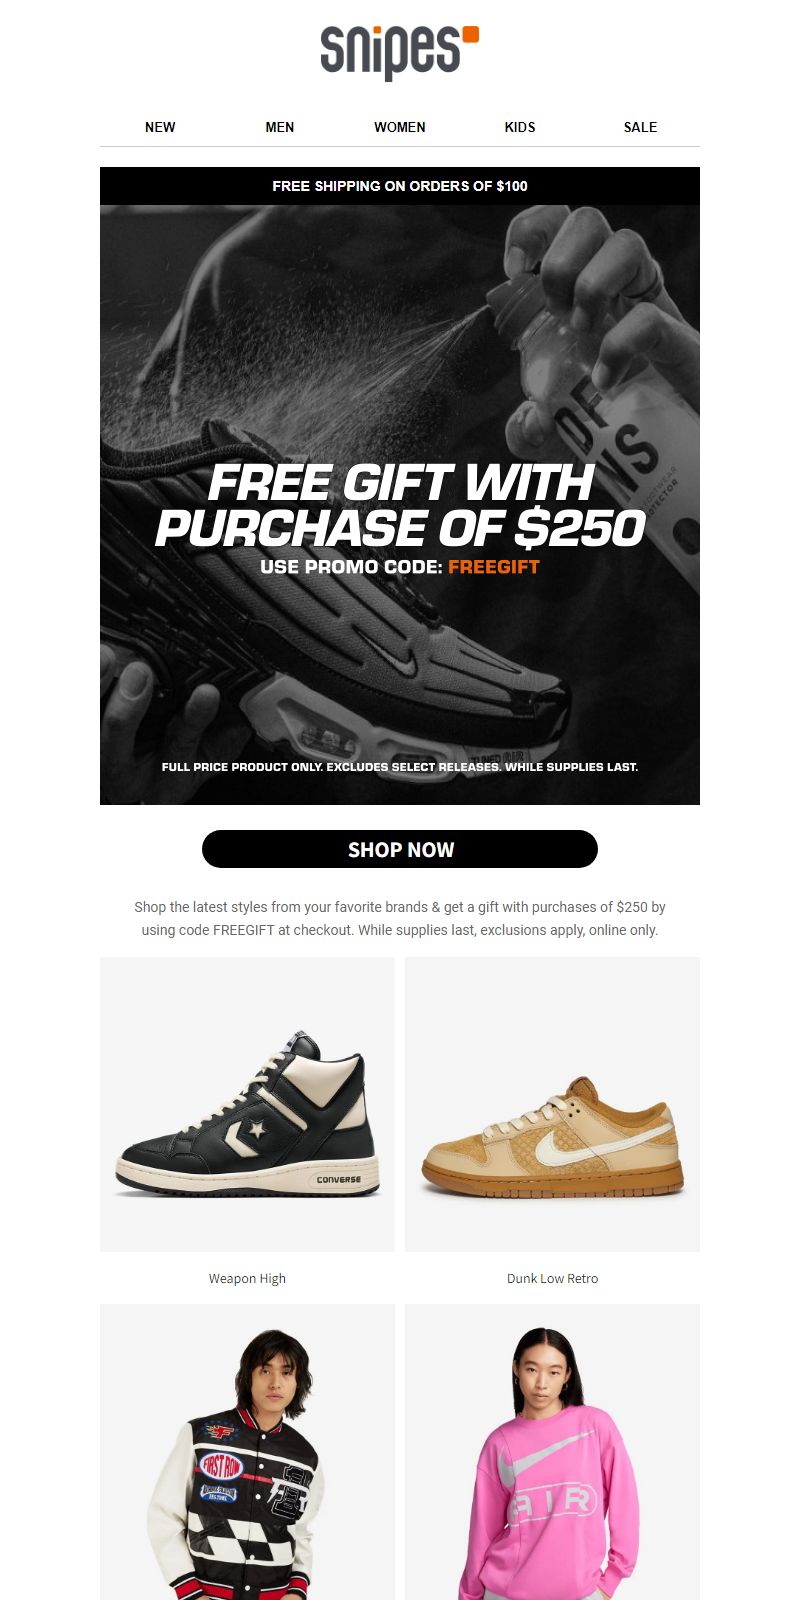 snipes
NEW MEN WOMEN KIDS SALE
FREE SHIPPING ON ORDERS OF $100
FREE GIFT WITH
PURCHASE OF $250
USE PROMO CODE: FREEGIFT
FULL PRICE PRODUCT ONLY. EXCLUDES SELECT RELEASES. WHILE SUPPLIES LAST.
SHOP NOW
Shop the latest styles from your favorite brands & get a gift with purchases of $250 by
using code FREEGIFT at checkout. While supplies last, exclusions apply, online only.
CONVERSE
Weapon High
Dunk Low Retro
FIRST ROW
AIR